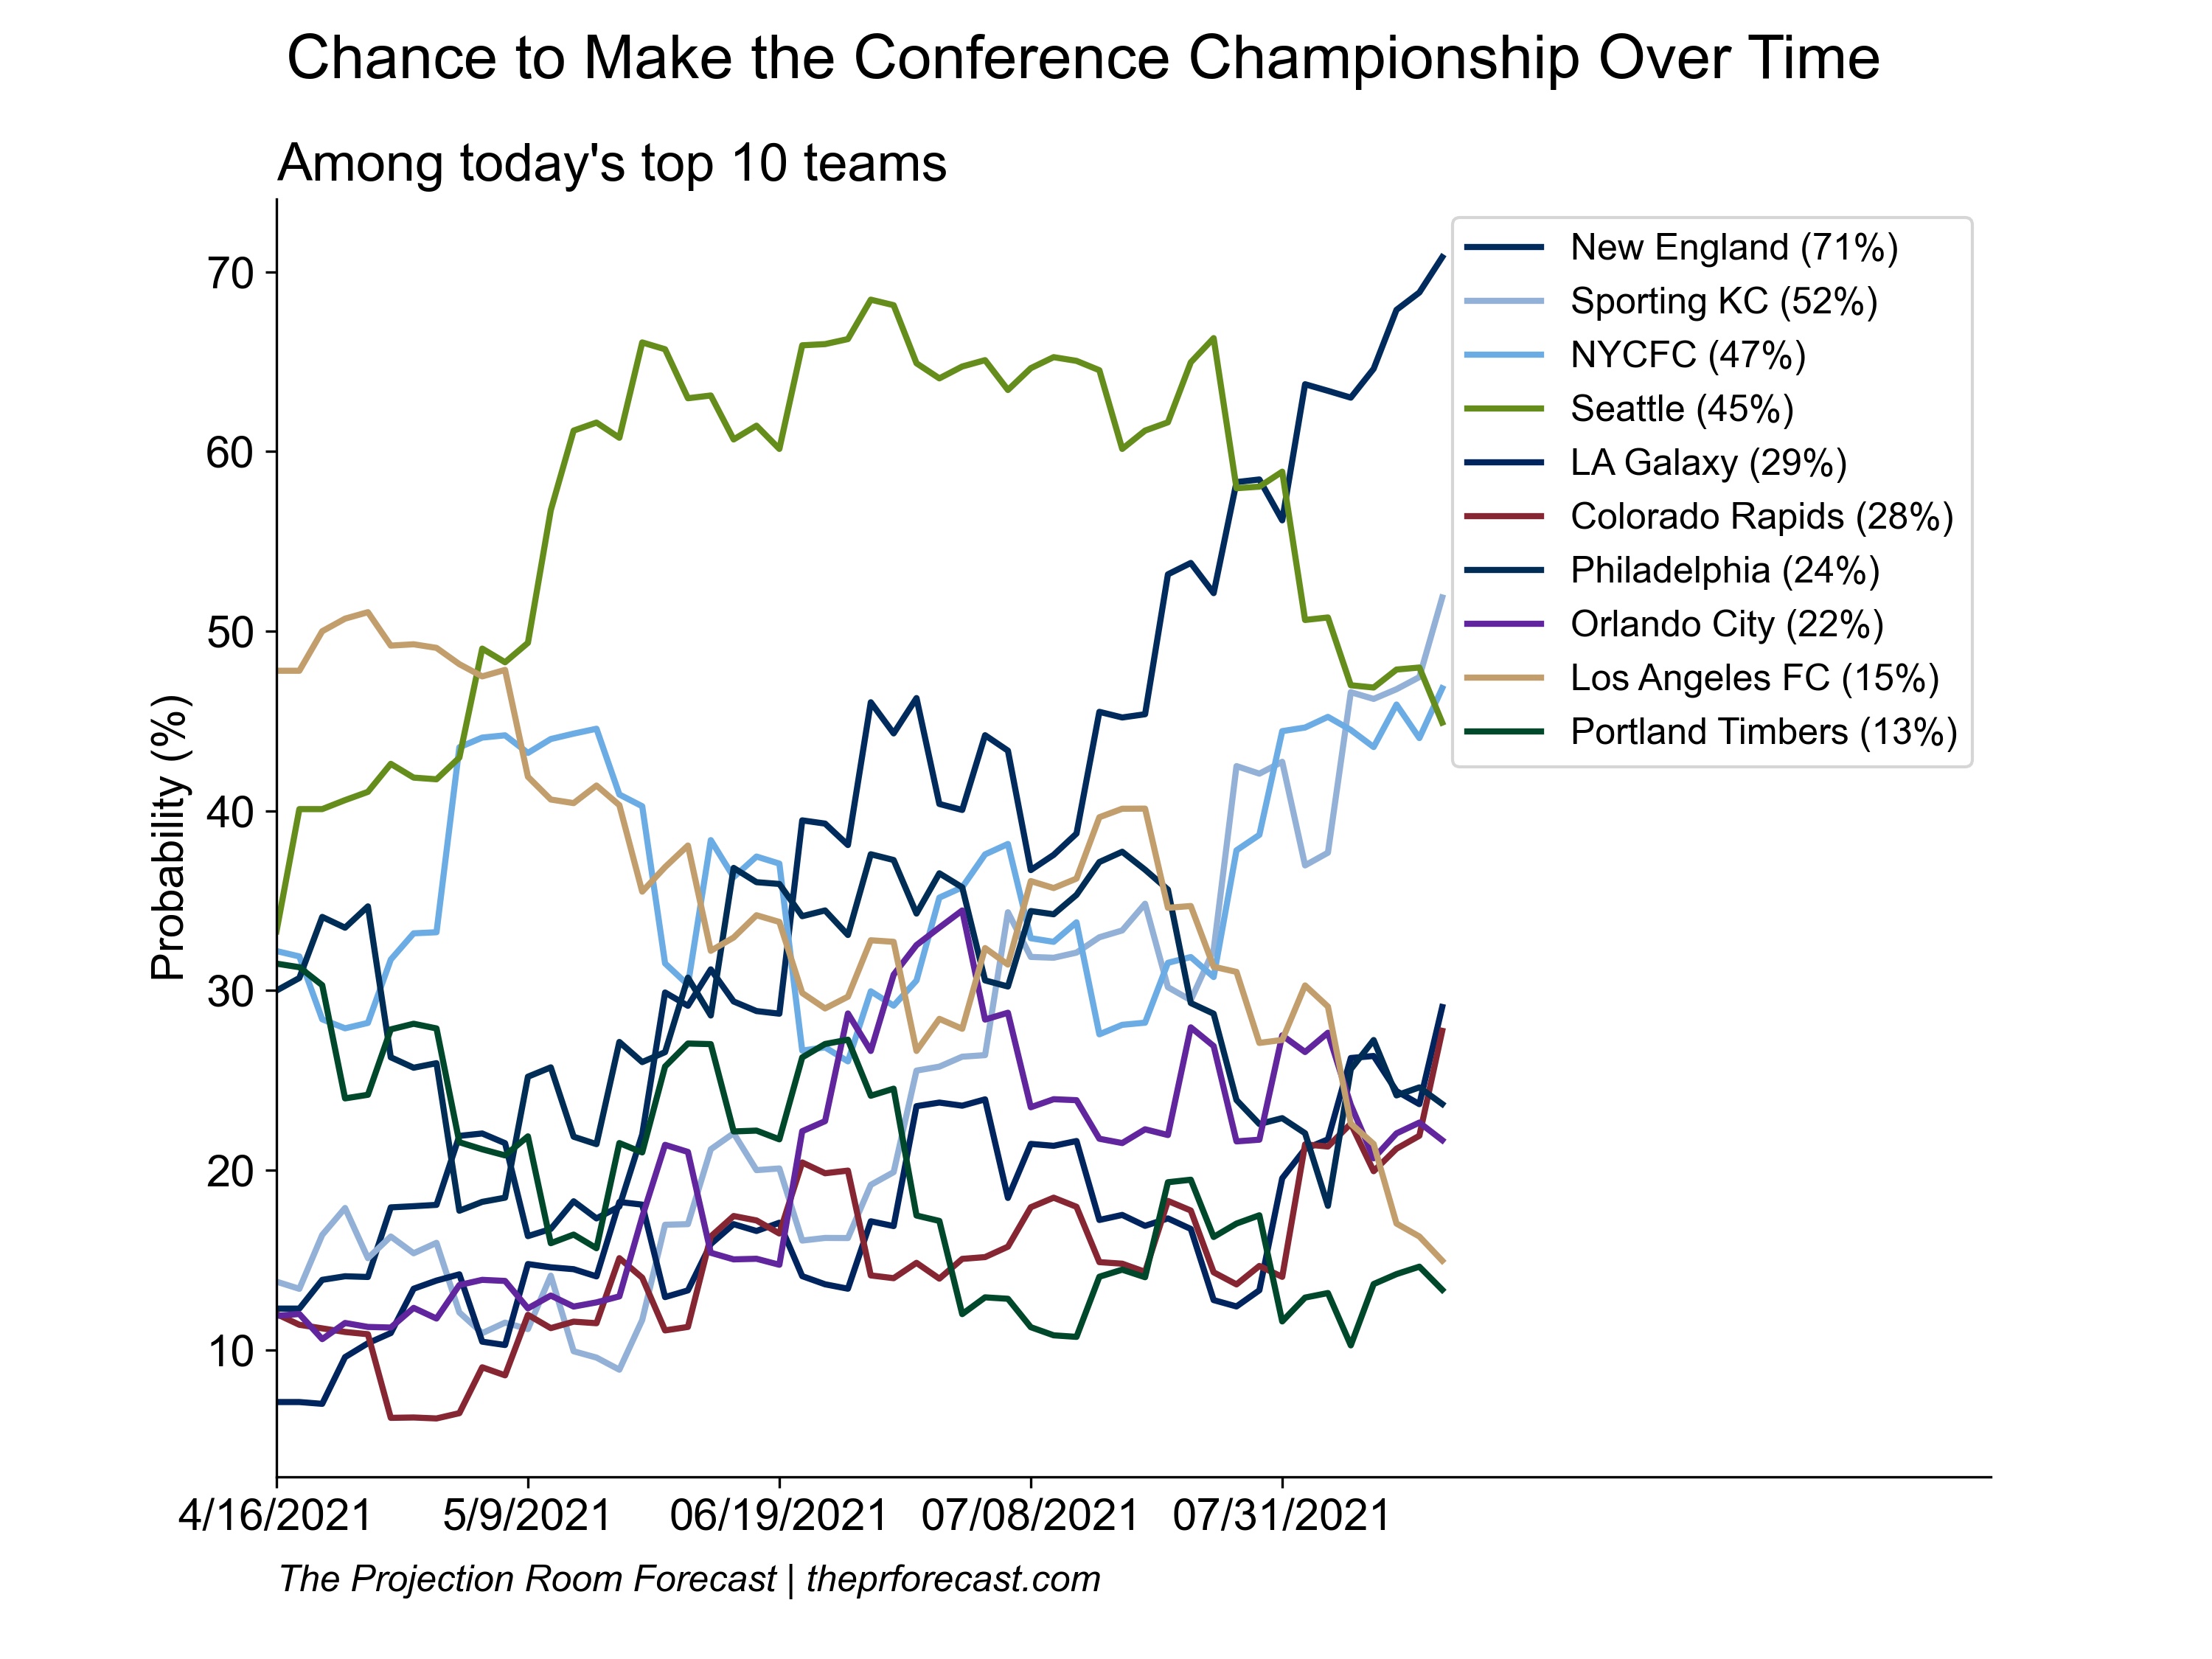 Chance to Make the Conference Championship Over Time
Among today's top 10 teams
Probability (%)
70
60
50
40
30
20
10
New England (71%)
Sporting KC (52%)
NYCFC (47%)
Seattle (45%)
LA Galaxy (29%)
Colorado Rapids (28%)
Philadelphia (24%)
Orlando City (22%)
Los Angeles FC (15%)
Portland Timbers (13%)
4/16/2021 5/9/2021 06/19/2021 07/08/2021 07/31/2021
The Projection Room Forecast | theprforecast.com